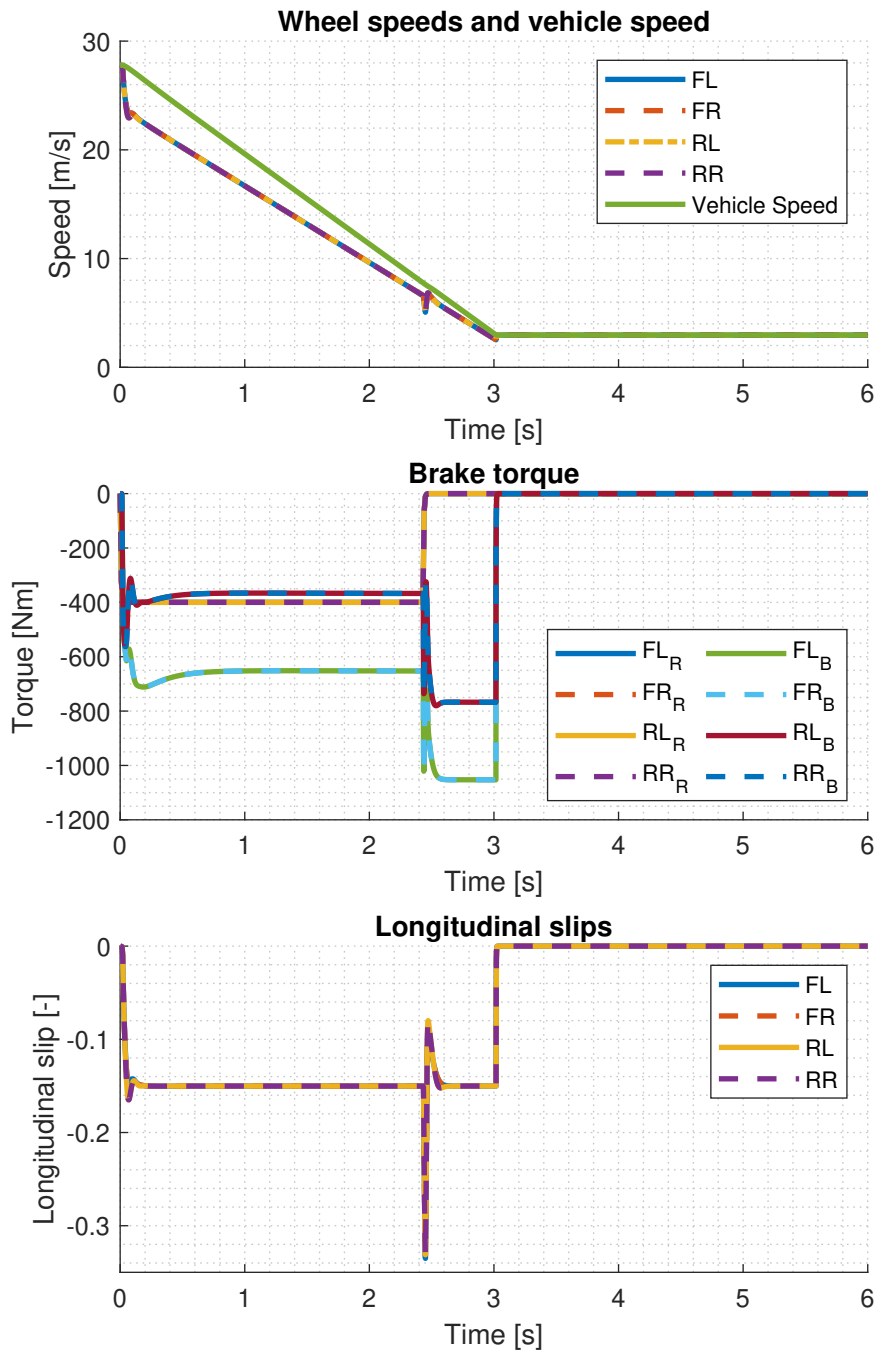 Wheel speeds and vehicle speed
30
20
10
0
Speed [m/s]
FL
FR
RL
RR
Vehicle Speed
0 1 2 3 4 5 6
Time [s]
Brake torque
0
-200
-400
-600
-800
-1000
-1200
Torque [Nm]
FL_R FL_B
FR_R FR_B
RL_R RL_B
RR_R RR_B
0 1 2 3 4 5 6
Time [s]
Longitudinal slips
0
-0.1
-0.2
-0.3
Longitudinal slip [-]
FL
FR
RL
RR
0 1 2 3 4 5 6
Time [s]